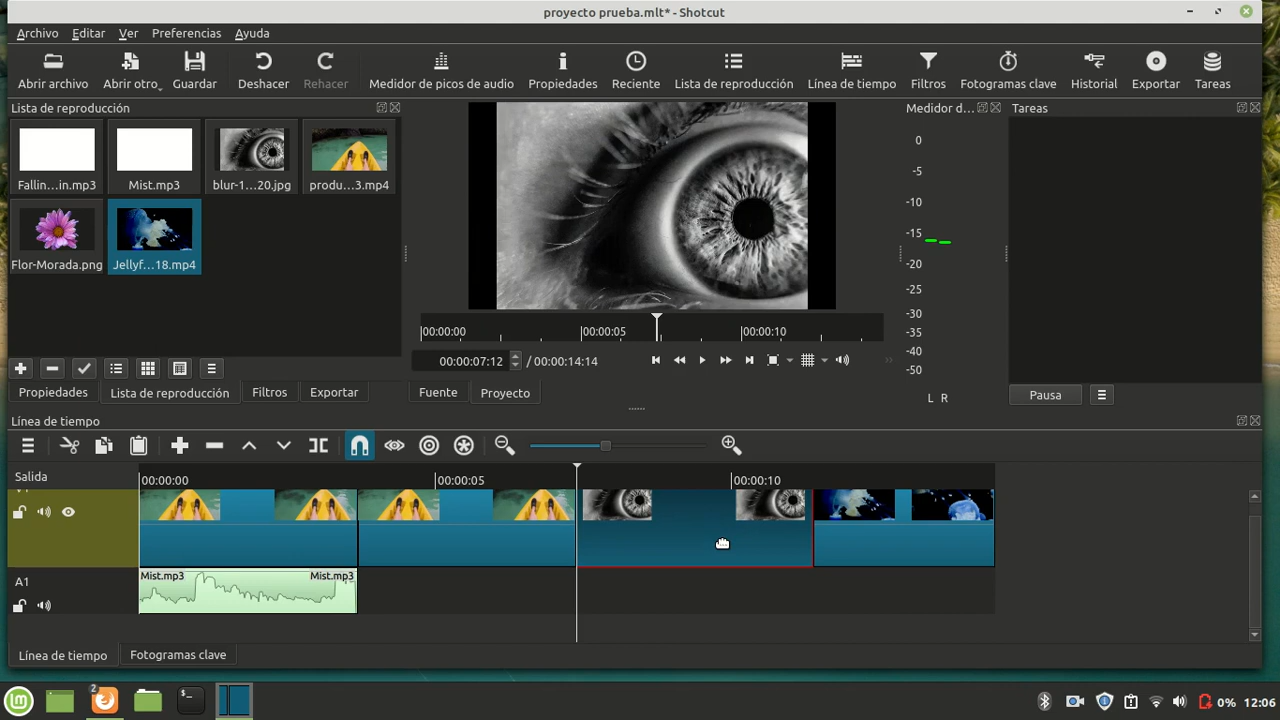 proyecto prueba.mlt* - Shotcut
Archivo Editar Ver Preferencias Ayuda
Abrir archivo Abrir otro Guardar Deshacer Rehacer Medidor de picos de audio Propiedades Reciente Lista de reproducción Línea de tiempo Filtros Fotogramas clave Historial Exportar Tareas
Lista de reproducción
Medidor d...
Tareas
Fallin...in.mp3 Mist.mp3 blur-1...20.jpg produ...3.mp4
Flor-Morada.png Jellyf...18.mp4
0
-5
-10
-15
-20
-25
-30
-35
-40
-50
L R
00:00:00 00:00:05 00:00:10
00:00:07:12 / 00:00:14:14
Propiedades Lista de reproducción Filtros Exportar
Fuente Proyecto
Pausa
Línea de tiempo
Salida
00:00:00 00:00:05 00:00:10
A1
Mist.mp3 Mist.mp3
Línea de tiempo Fotogramas clave
lm 2 $_ 0% 12:06